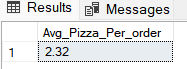 Results Messages
Avg_Pizza_Per_order
1 2.32